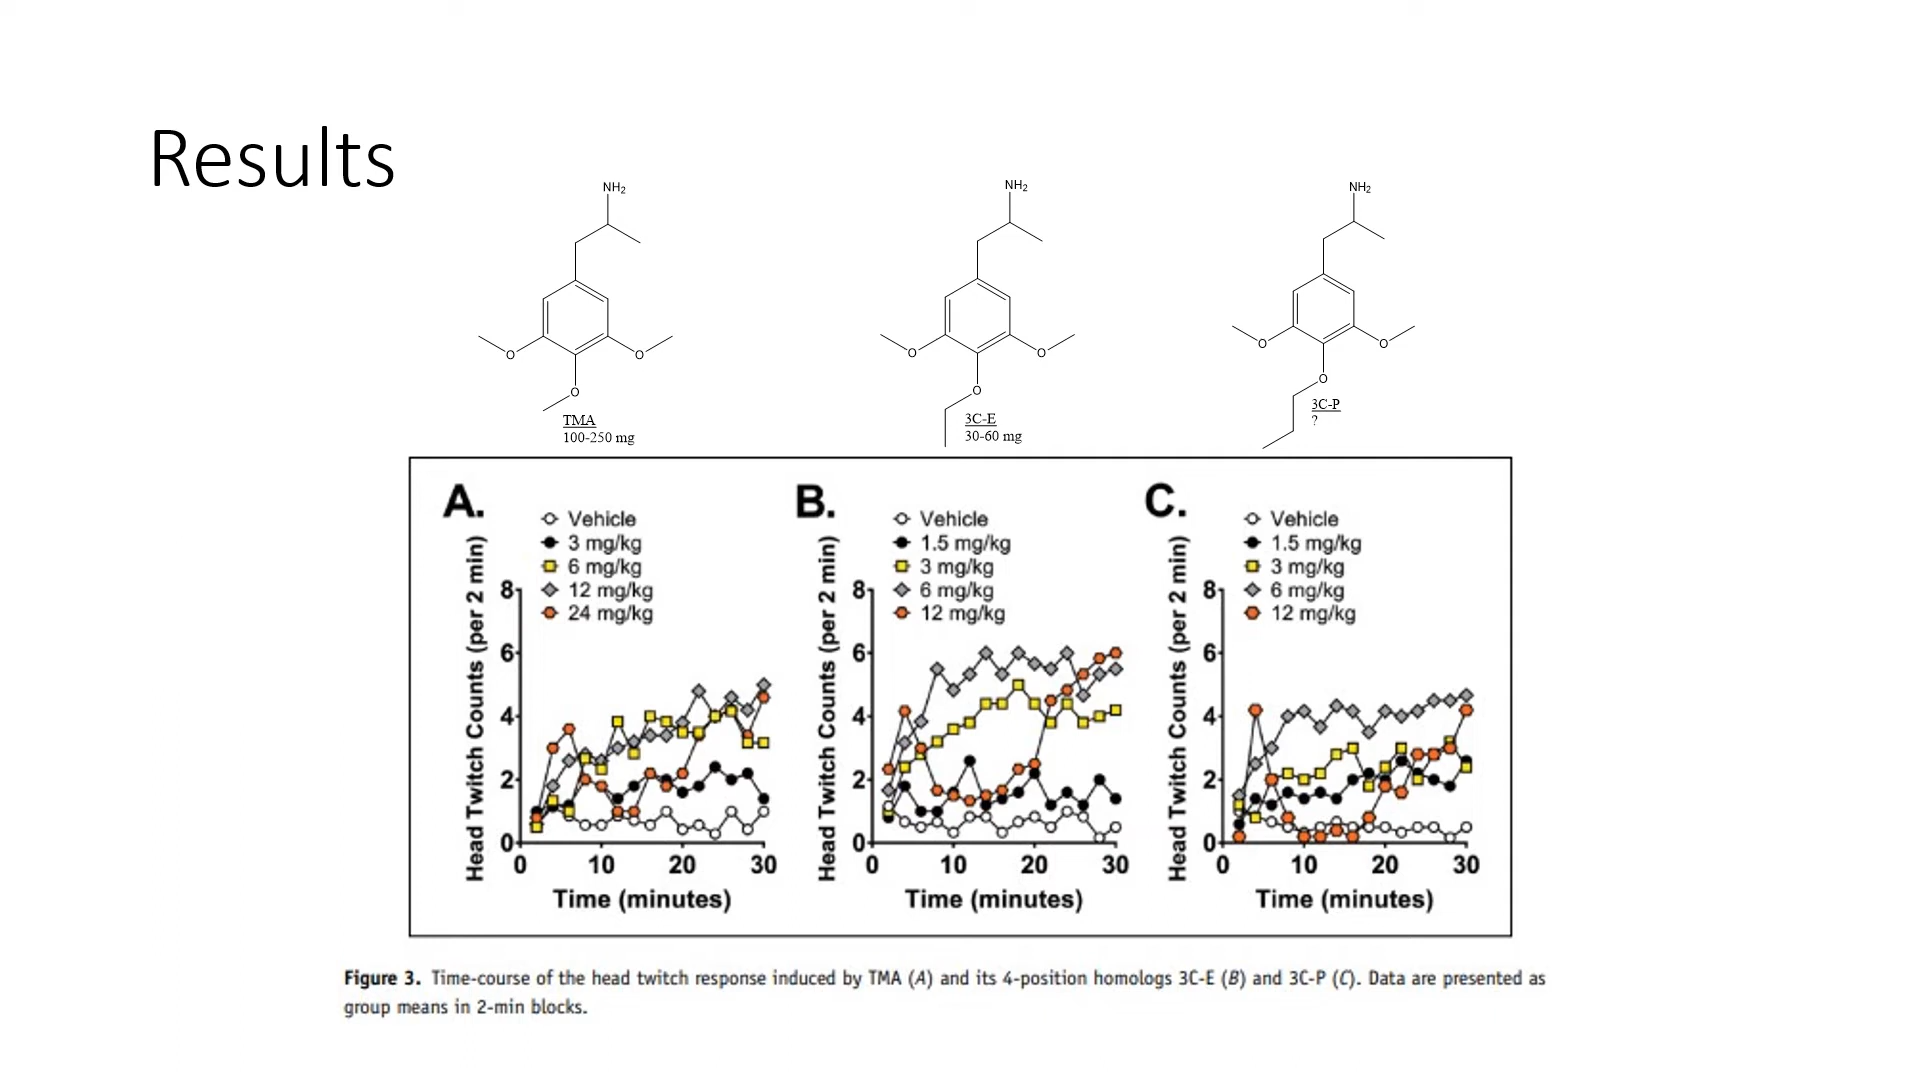 Results
NH2
NH2
NH2
O
O
O
O
O
O
O
O
O
TMA
100-250 mg
3C-E
30-60 mg
3C-P
?
A.
Vehicle
3 mg/kg
6 mg/kg
12 mg/kg
24 mg/kg
Head Twitch Counts (per 2 min)
8
6
4
2
0
0 10 20 30
Time (minutes)
B.
Vehicle
1.5 mg/kg
3 mg/kg
6 mg/kg
12 mg/kg
Head Twitch Counts (per 2 min)
8
6
4
2
0
0 10 20 30
Time (minutes)
C.
Vehicle
1.5 mg/kg
3 mg/kg
6 mg/kg
12 mg/kg
Head Twitch Counts (per 2 min)
8
6
4
2
0
0 10 20 30
Time (minutes)
Figure 3. Time-course of the head twitch response induced by TMA (A) and its 4-position homologs 3C-E (B) and 3C-P (C). Data are presented as
group means in 2-min blocks.